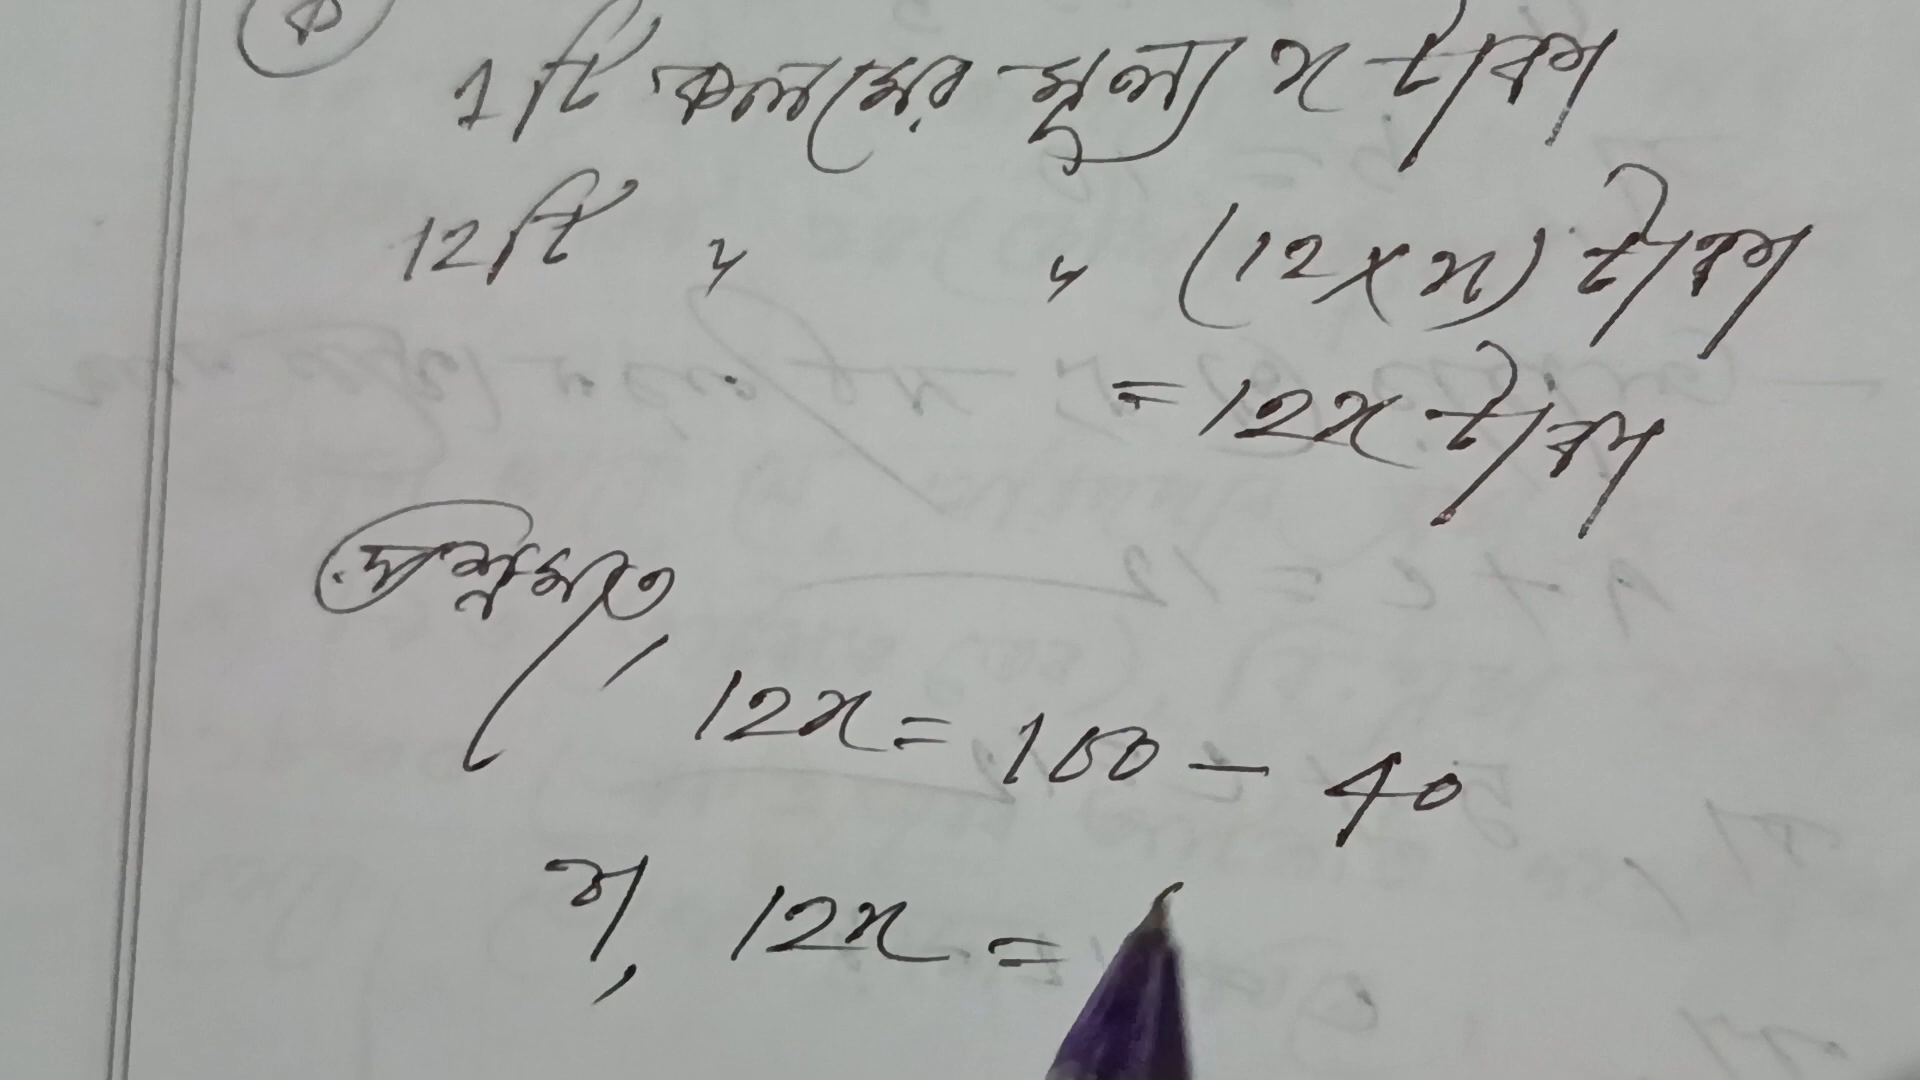 ক
1টি কলমের মূল্য x টাকা
12টি " " (12 × x) টাকা
= 12x টাকা
প্রশ্নমতে,
12x = 100 - 40
বা, 12x =